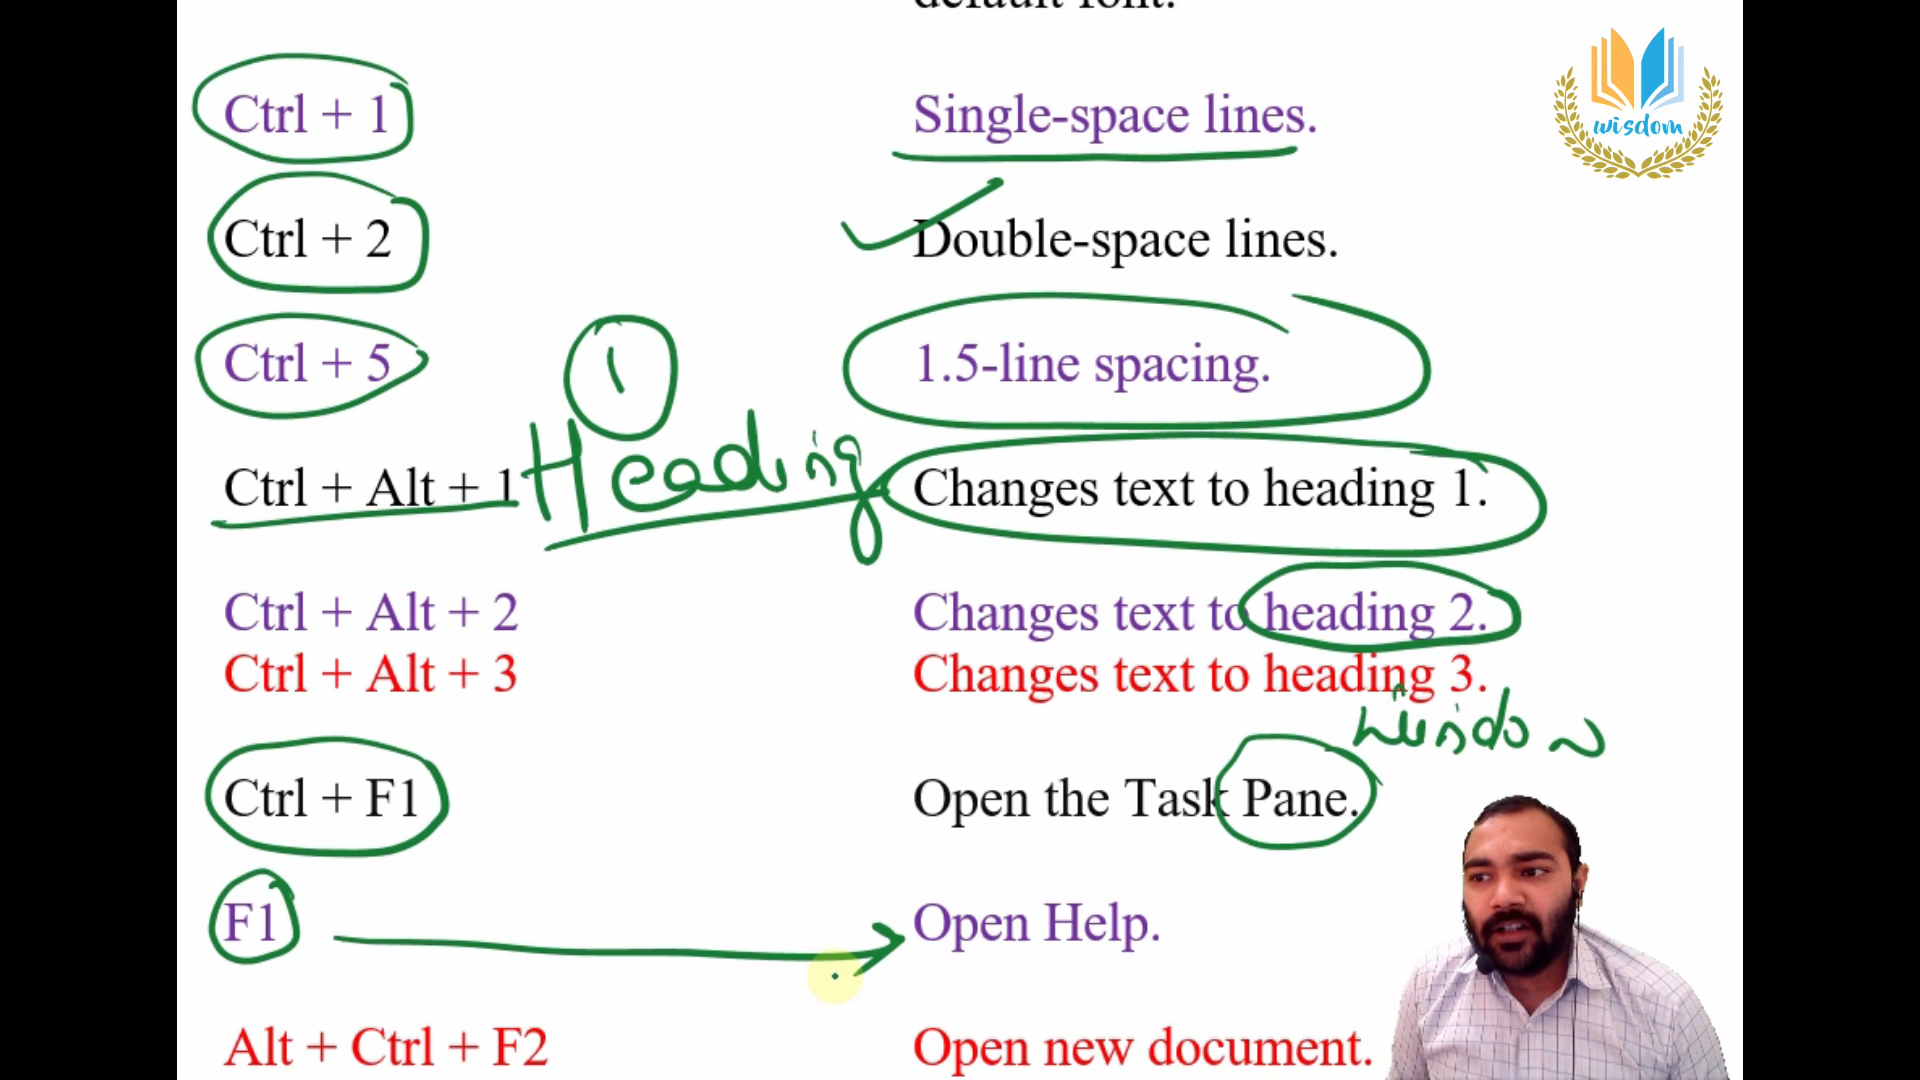 default font.
wisdom
Ctrl + 1 Single-space lines.
Ctrl + 2 Double-space lines.
Ctrl + 5 1 1.5-line spacing.
Ctrl + Alt + 1 Heading Changes text to heading 1.
Ctrl + Alt + 2 Changes text to heading 2.
Ctrl + Alt + 3 Changes text to heading 3.
Window
Ctrl + F1 Open the Task Pane.
F1 Open Help.
Alt + Ctrl + F2 Open new document.